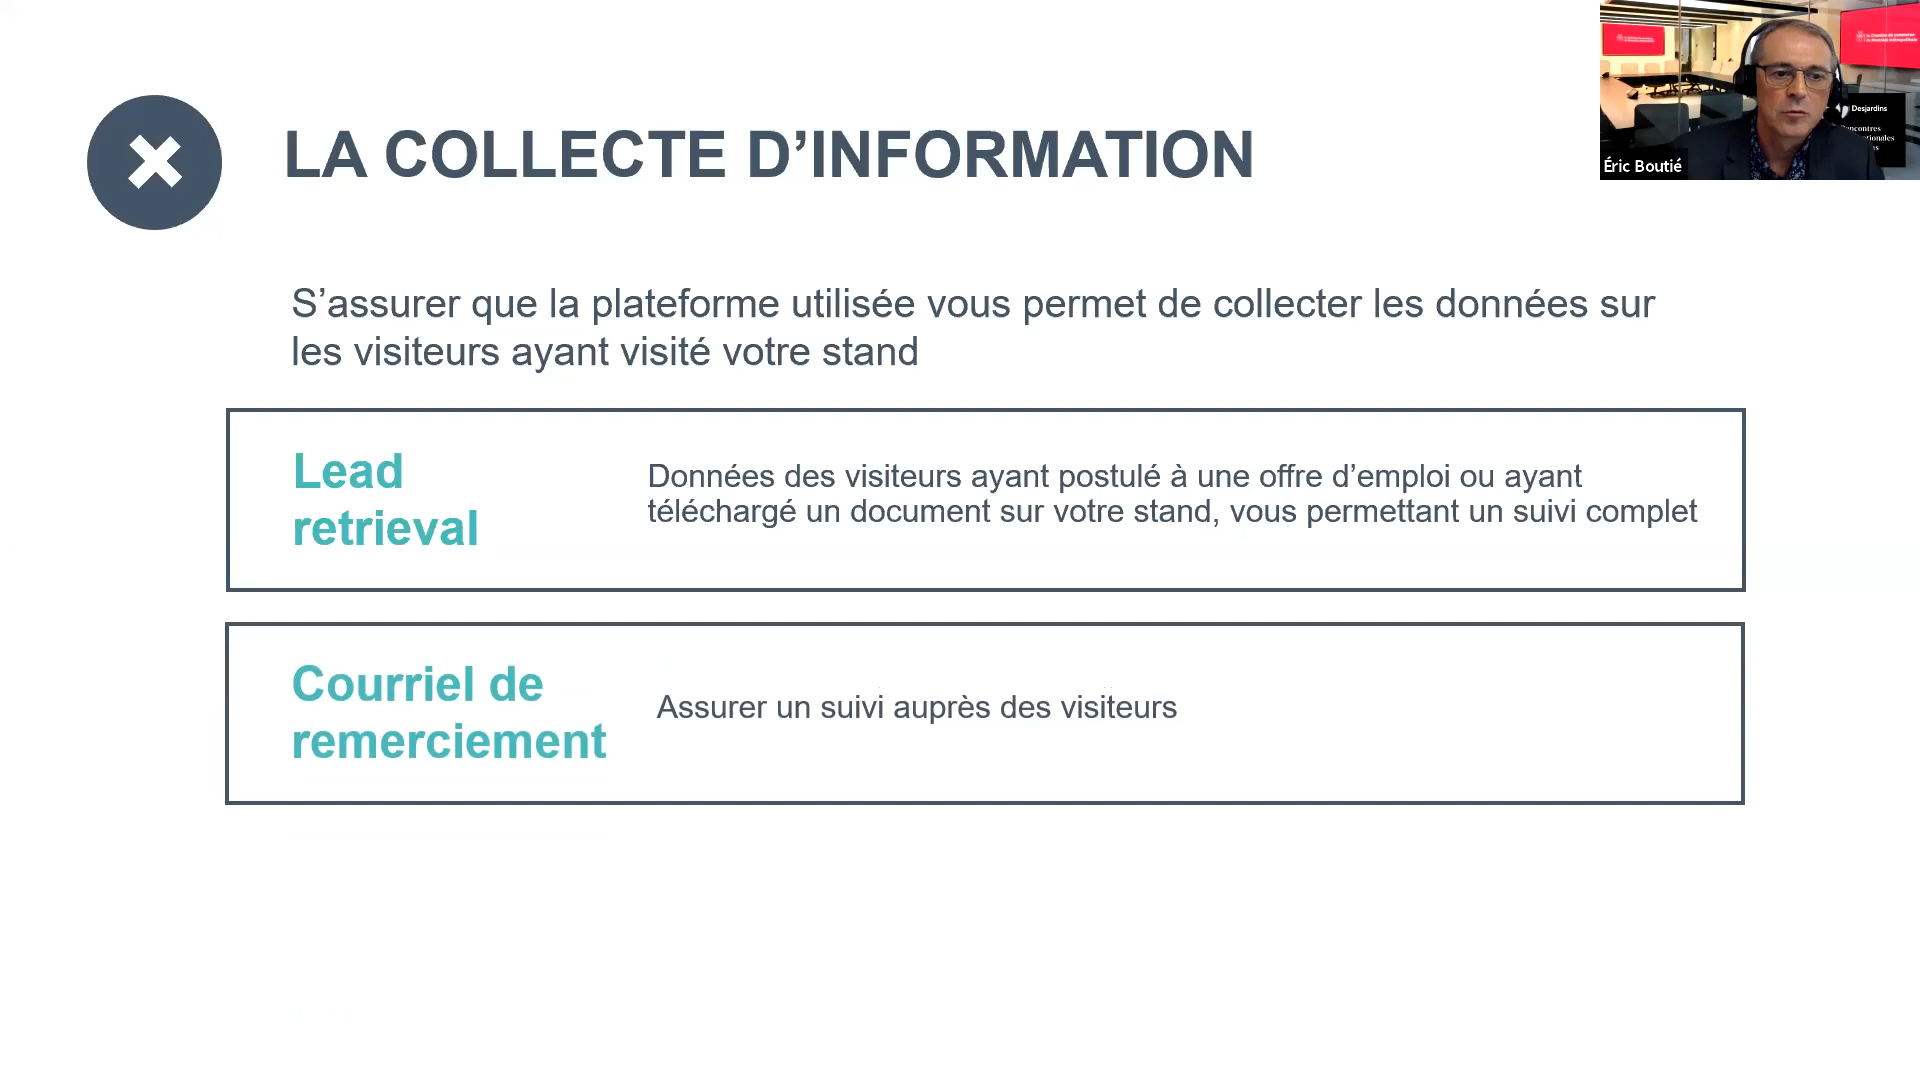 LA COLLECTE D’INFORMATION
S’assurer que la plateforme utilisée vous permet de collecter les données sur
les visiteurs ayant visité votre stand
Lead
retrieval
Données des visiteurs ayant postulé à une offre d’emploi ou ayant
téléchargé un document sur votre stand, vous permettant un suivi complet
Courriel de
remerciement
Assurer un suivi auprès des visiteurs
Desjardins
Éric Boutié